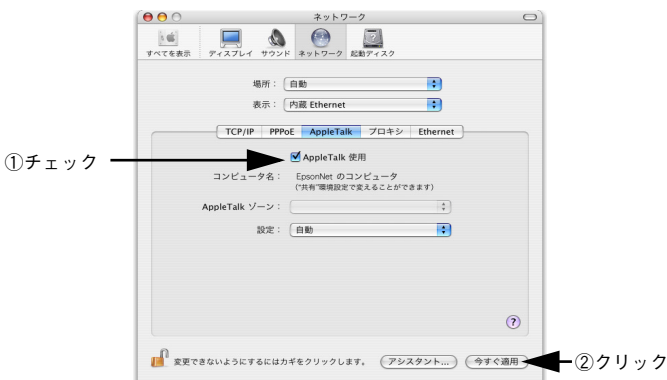 ネットワーク
すべてを表示 ディスプレイ サウンド ネットワーク 起動ディスク
場所： 自動
表示： 内蔵 Ethernet
TCP/IP PPPoE AppleTalk プロキシ Ethernet
①チェック
AppleTalk 使用
コンピュータ名： EpsonNet のコンピュータ
(“共有”環境設定で変えることができます)
AppleTalk ゾーン：
設定： 自動
?
変更できないようにするにはカギをクリックします。 アシスタント... 今すぐ適用
②クリック